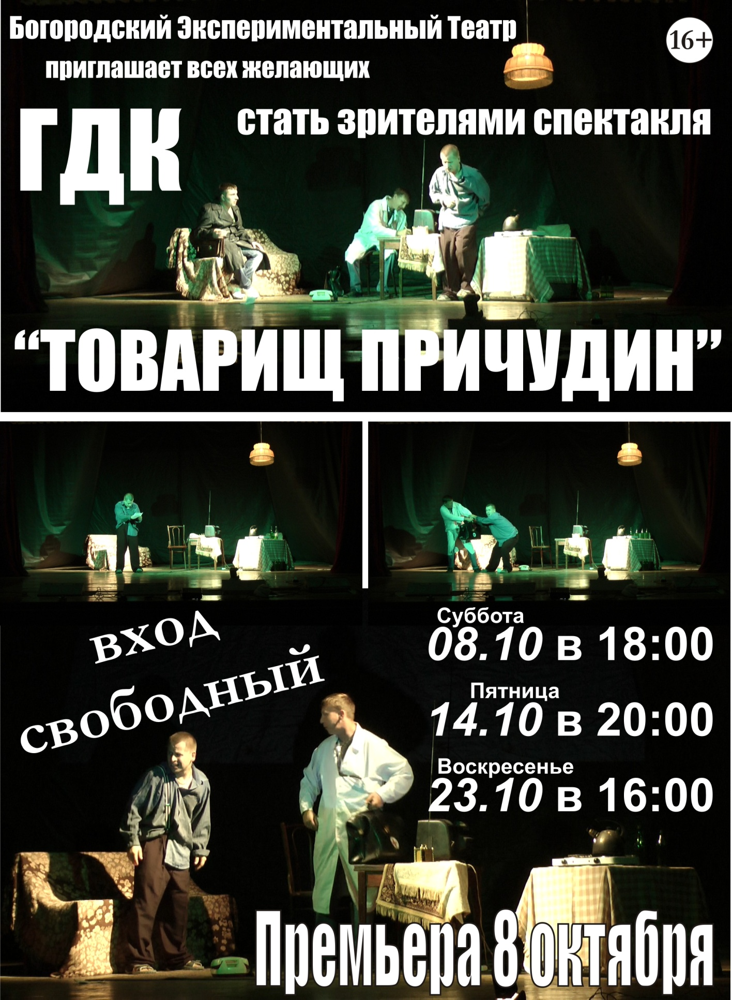 Богородский Экспериментальный Театр
16+
приглашает всех желающих
ГДК
стать зрителями спектакля
“ТОВАРИЩ ПРИЧУДИН”
вход
свободный
Суббота
08.10 в 18:00
Пятница
14.10 в 20:00
Воскресенье
23.10 в 16:00
Премьера 8 октября